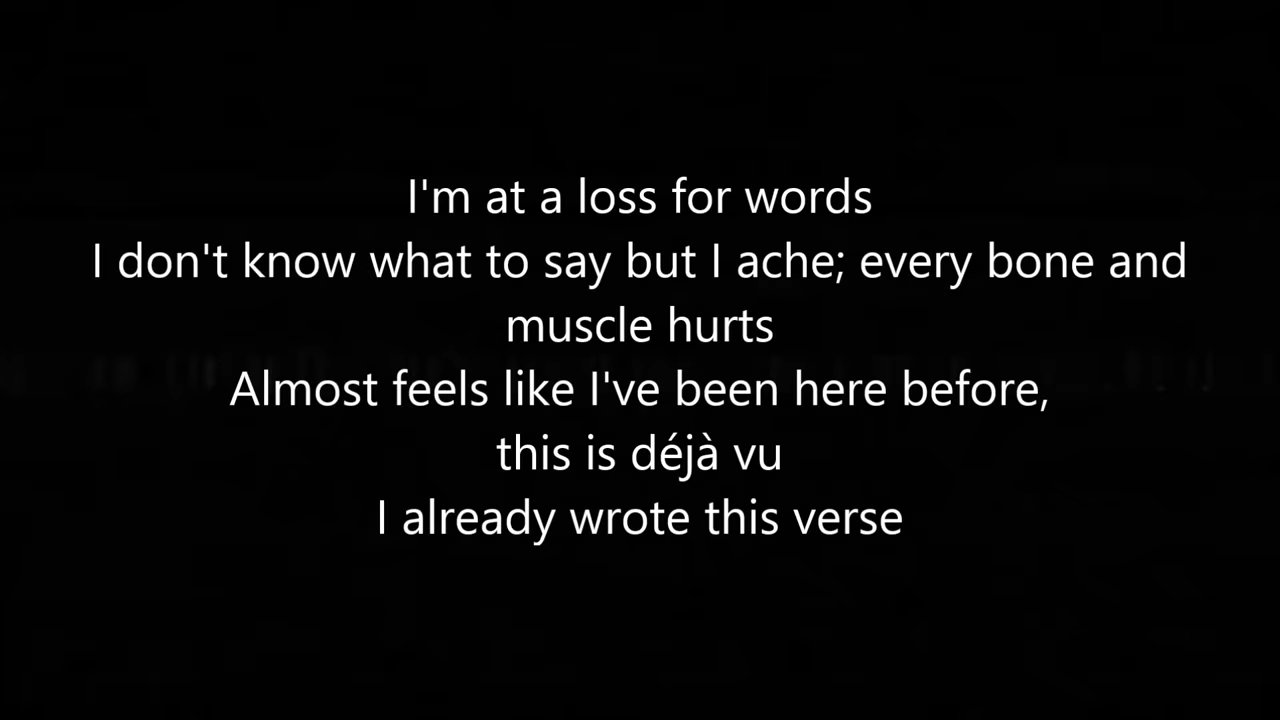 I'm at a loss for words
I don't know what to say but I ache; every bone and
muscle hurts
Almost feels like I've been here before,
this is déjà vu
I already wrote this verse